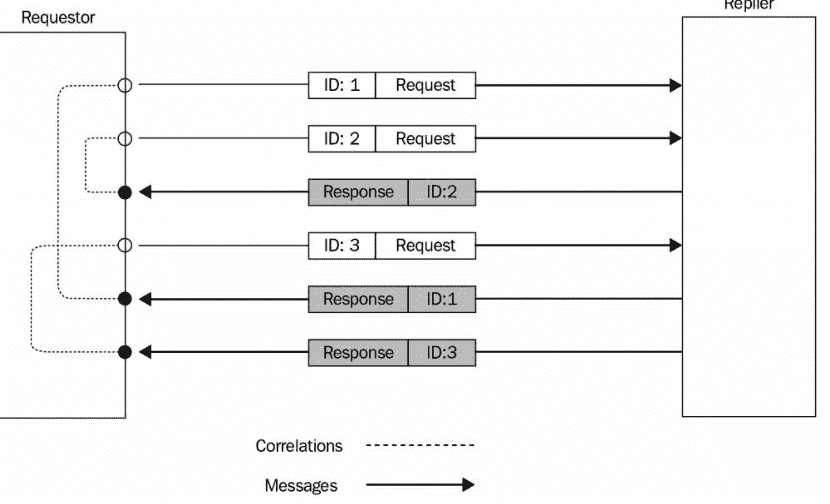 Requestor
Replier
ID: 1 Request
ID: 2 Request
Response ID:2
ID: 3 Request
Response ID:1
Response ID:3
Correlations
Messages